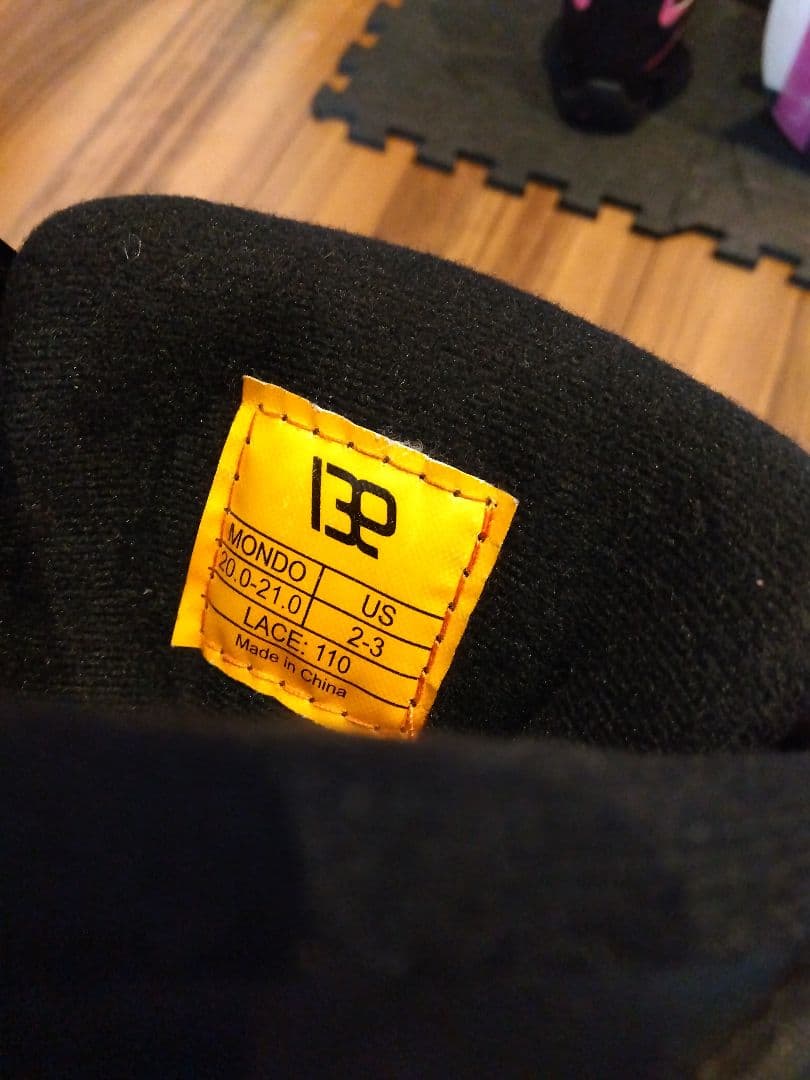 MONDO US
20.0-21.0 2-3
LACE: 110
Made in China